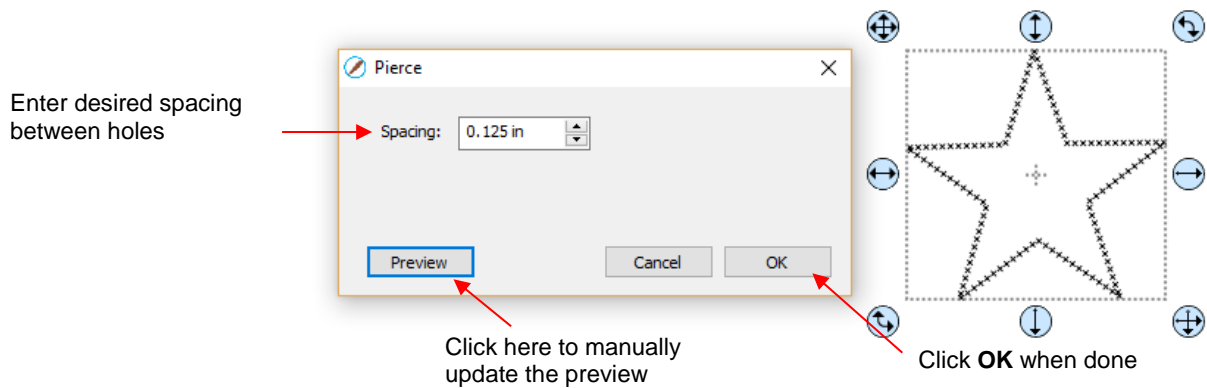 Pierce
Enter desired spacing
between holes
Spacing: 0.125 in
Preview Cancel OK
Click here to manually
update the preview
Click OK when done